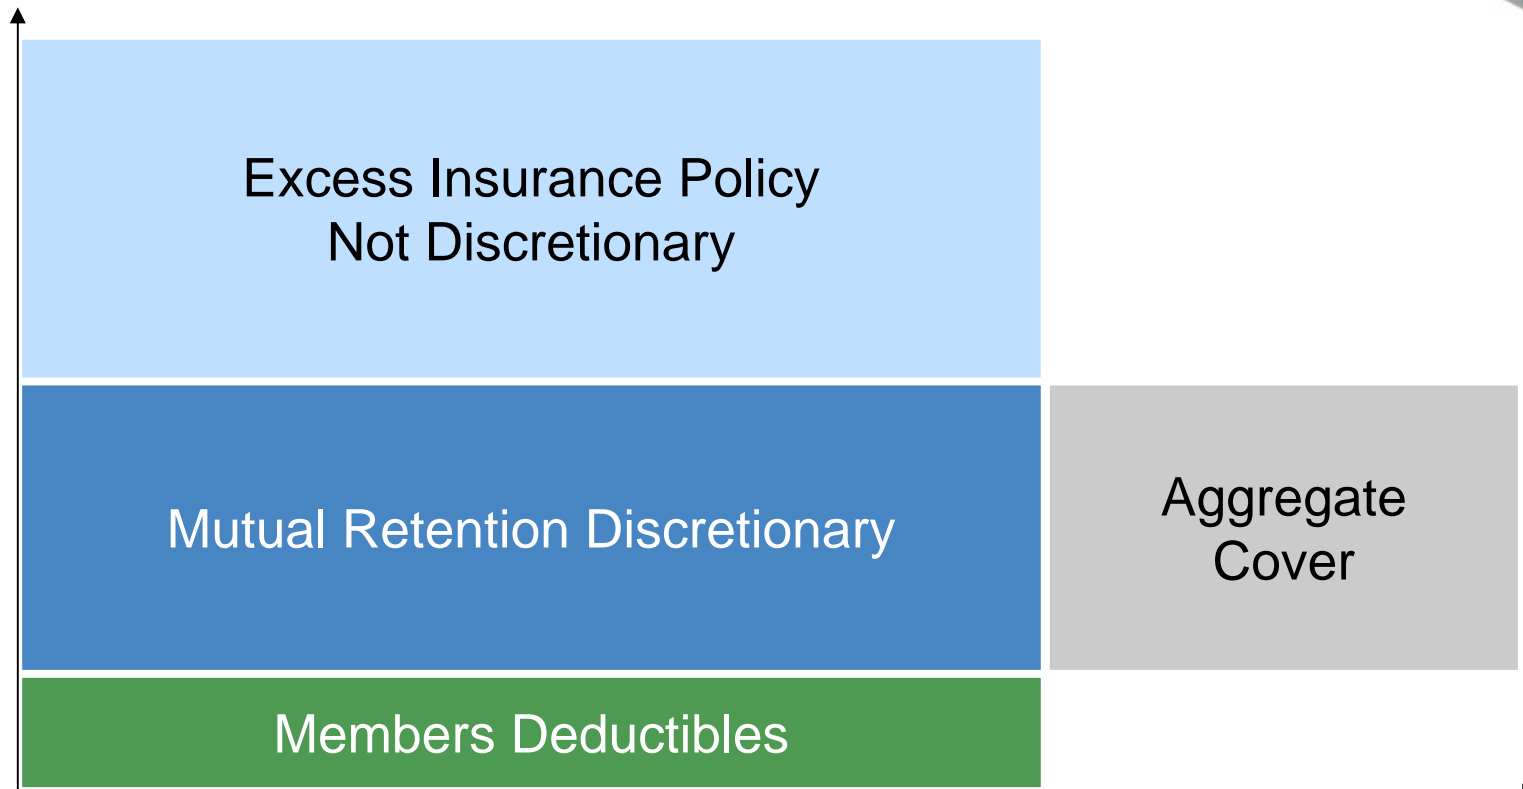 Excess Insurance Policy
Not Discretionary
Mutual Retention Discretionary
Aggregate
Cover
Members Deductibles